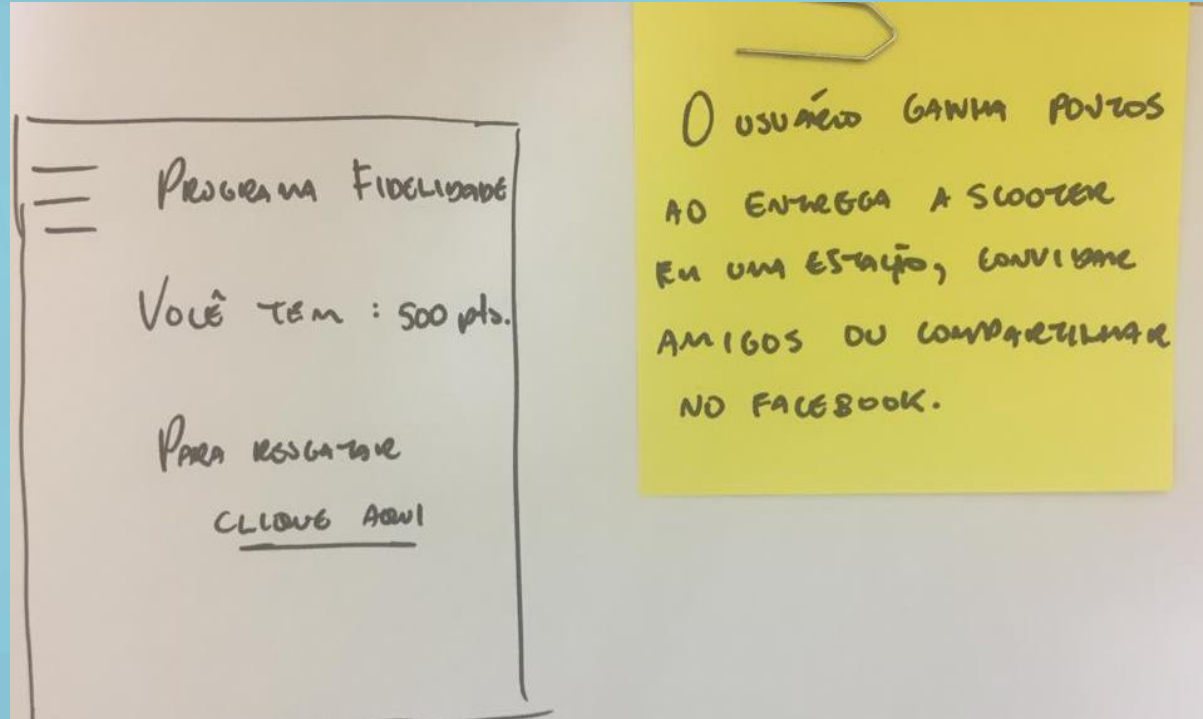 PROGRAMA FIDELIDADE
VOCÊ TEM : 500 pts.
PARA RESGATAR
CLIQUE AQUI
O USUÁRIO GANHA PONTOS
AO ENTREGA A SCOOTER
EM UMA ESTAÇÃO, CONVIDAR
AMIGOS OU COMPARTILHAR
NO FACEBOOK.